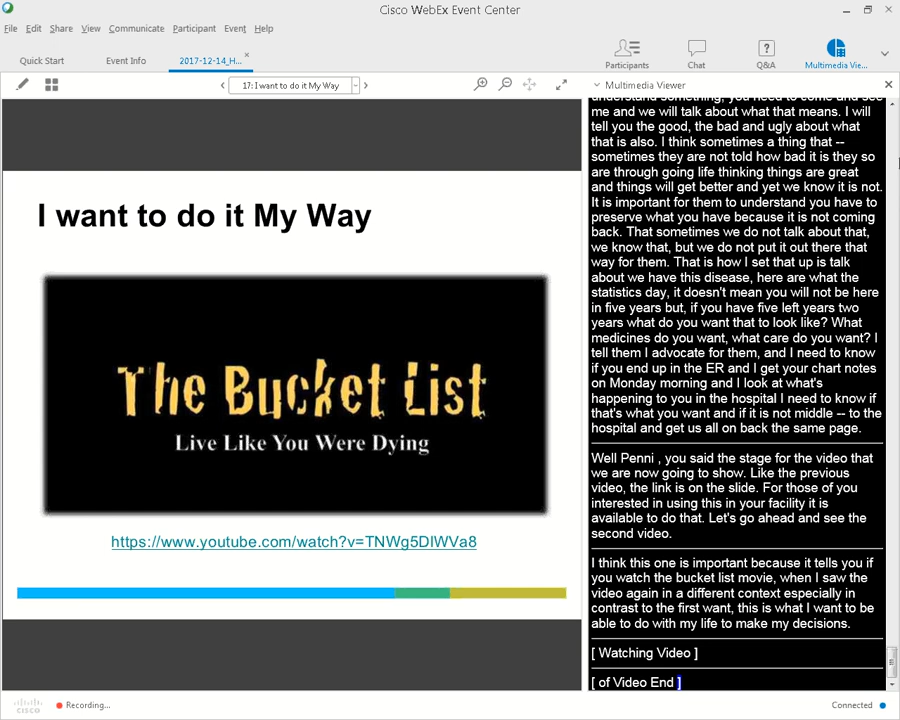 Cisco WebEx Event Center
File Edit Share View Communicate Participant Event Help
Quick Start Event Info 2017-12-14_H...
Participants Chat Q&A Multimedia Vie...
17: I want to do it My Way
Multimedia Viewer
I want to do it My Way
The Bucket List
Live Like You Were Dying
https://www.youtube.com/watch?v=TNWg5DIWVa8
understand something, you need to come and see
me and we will talk about what that means. I will
tell you the good, the bad and ugly about what
that is also. I think sometimes a thing that --
sometimes they are not told how bad it is they so
are through going life thinking things are great
and things will get better and yet we know it is not.
It is important for them to understand you have to
preserve what you have because it is not coming
back. That sometimes we do not talk about that,
we know that, but we do not put it out there that
way for them. That is how I set that up is talk
about we have this disease, here are what the
statistics day, it doesn't mean you will not be here
in five years but, if you have five left years two
years what do you want that to look like? What
medicines do you want, what care do you want? I
tell them I advocate for them, and I need to know
if you end up in the ER and I get your chart notes
on Monday morning and I look at what's
happening to you in the hospital I need to know if
that's what you want and if it is not middle -- to the
hospital and get us all on back the same page.
Well Penni , you said the stage for the video that
we are now going to show. Like the previous
video, the link is on the slide. For those of you
interested in using this in your facility it is
available to do that. Let's go ahead and see the
second video.
I think this one is important because it tells you if
you watch the bucket list movie, when I saw the
video again in a different context especially in
contrast to the first want, this is what I want to be
able to do with my life to make my decisions.
[ Watching Video ]
[ of Video End ]
cisco
Recording...
Connected